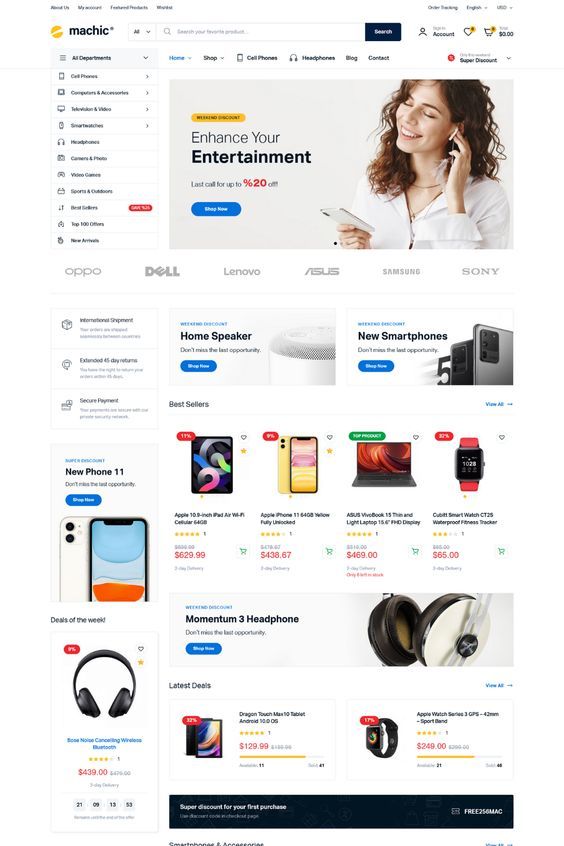 About Us
My account
Featured Products
Wishlist
Order Tracking
English
USD
machic®
All
Search your favorite product...
Search
Sign In
Account
Total
$0.00
All Departments
Home
Shop
Cell Phones
Headphones
Blog
Contact
Only this weekend
Super Discount
Cell Phones
Computers & Accessories
Television & Video
Smartwatches
Headphones
Camera & Photo
Video Games
Sports & Outdoors
Best Sellers
SAVE %25
Top 100 Offers
New Arrivals
WEEKEND DISCOUNT
Enhance Your
Entertainment
Last call for up to %20 off!
Shop Now
oppo
DELL
Lenovo
ASUS
SAMSUNG
SONY
International Shipment
Your orders are shipped
seamlessly between countries
Extended 45 day returns
You have the right to return your
orders within 45 days.
Secure Payment
Your payments are secure with our
private security network.
WEEKEND DISCOUNT
Home Speaker
Don't miss the last opportunity.
Shop Now
WEEKEND DISCOUNT
New Smartphones
Don't miss the last opportunity.
Shop Now
SUPER DISCOUNT
New Phone 11
Don't miss the last opportunity.
Shop Now
Best Sellers
View All
11%
Apple 10.9-inch iPad Air Wi-Fi
Cellular 64GB
1
$629.99
2-day Delivery
9%
Apple iPhone 11 64GB Yellow
Fully Unlocked
1
$438.67
2-day Delivery
TOP PRODUCT
ASUS VivoBook 15 Thin and
Light Laptop 15.6" FHD Display
1
$469.00
2-day Delivery
Only 8 left in stock
32%
10:28
Cubitt Smart Watch CT2S
Waterproof Fitness Tracker
1
$65.00
2-day Delivery
WEEKEND DISCOUNT
Momentum 3 Headphone
Don't miss the last opportunity.
Shop Now
Deals of the week!
9%
Bose Noise Cancelling Wireless
Bluetooth
1
$439.00 $479.00
2-day Delivery
21
09
13
53
Remains until the end of the offer
Latest Deals
View All
32%
Dragon Touch Max10 Tablet
Android 10.0 OS
1
$129.99 $189.99
Available: 11
Sold: 41
17%
Apple Watch Series 3 GPS – 42mm
– Sport Band
1
$249.00 $299.00
Available: 21
Sold: 46
Super discount for your first purchase
Use discount code in checkout page.
FREE25MAC
Smartphones & Accessories
View All